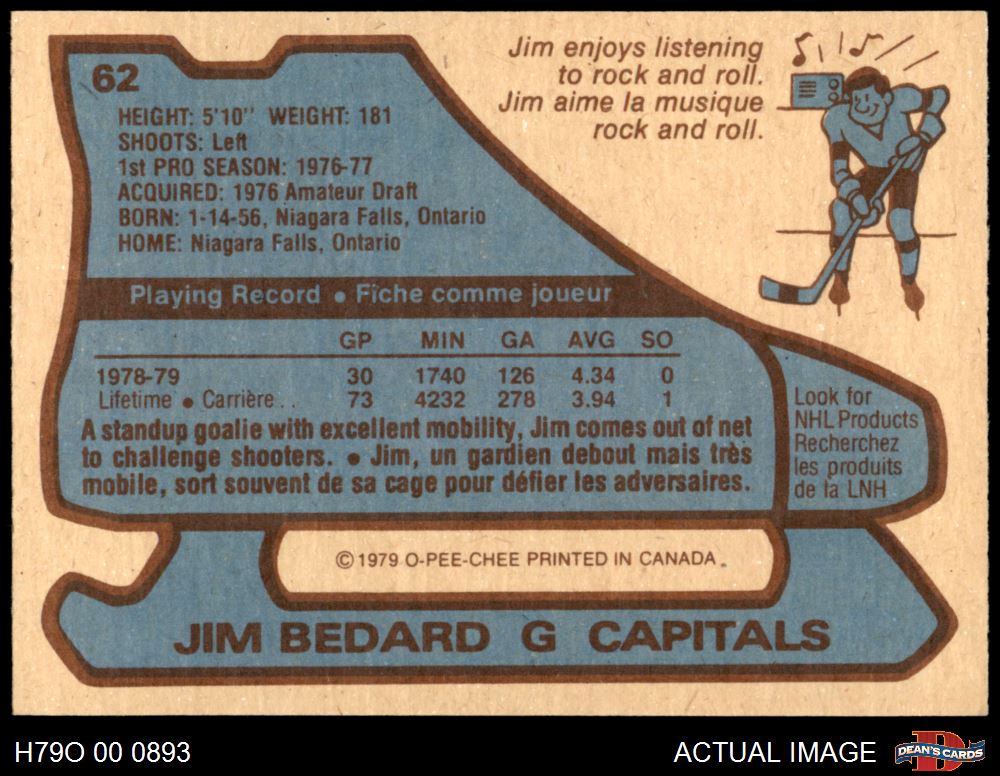 62
Jim enjoys listening
to rock and roll.
Jim aime la musique
rock and roll.
HEIGHT: 5'10" WEIGHT: 181
SHOOTS: Left
1st PRO SEASON: 1976-77
ACQUIRED: 1976 Amateur Draft
BORN: 1-14-56, Niagara Falls, Ontario
HOME: Niagara Falls, Ontario
Playing Record • Fiche comme joueur
GP MIN GA AVG SO
1978-79 30 1740 126 4.34 0
Lifetime • Carrière . . 73 4232 278 3.94 1
A standup goalie with excellent mobility, Jim comes out of net
to challenge shooters. • Jim, un gardien debout mais très
mobile, sort souvent de sa cage pour défier les adversaires.
Look for
NHL Products
Recherchez
les produits
de la LNH
© 1979 O-PEE-CHEE PRINTED IN CANADA.
JIM BEDARD G CAPITALS
H79O 00 0893
ACTUAL IMAGE
D
DEAN'S CARDS